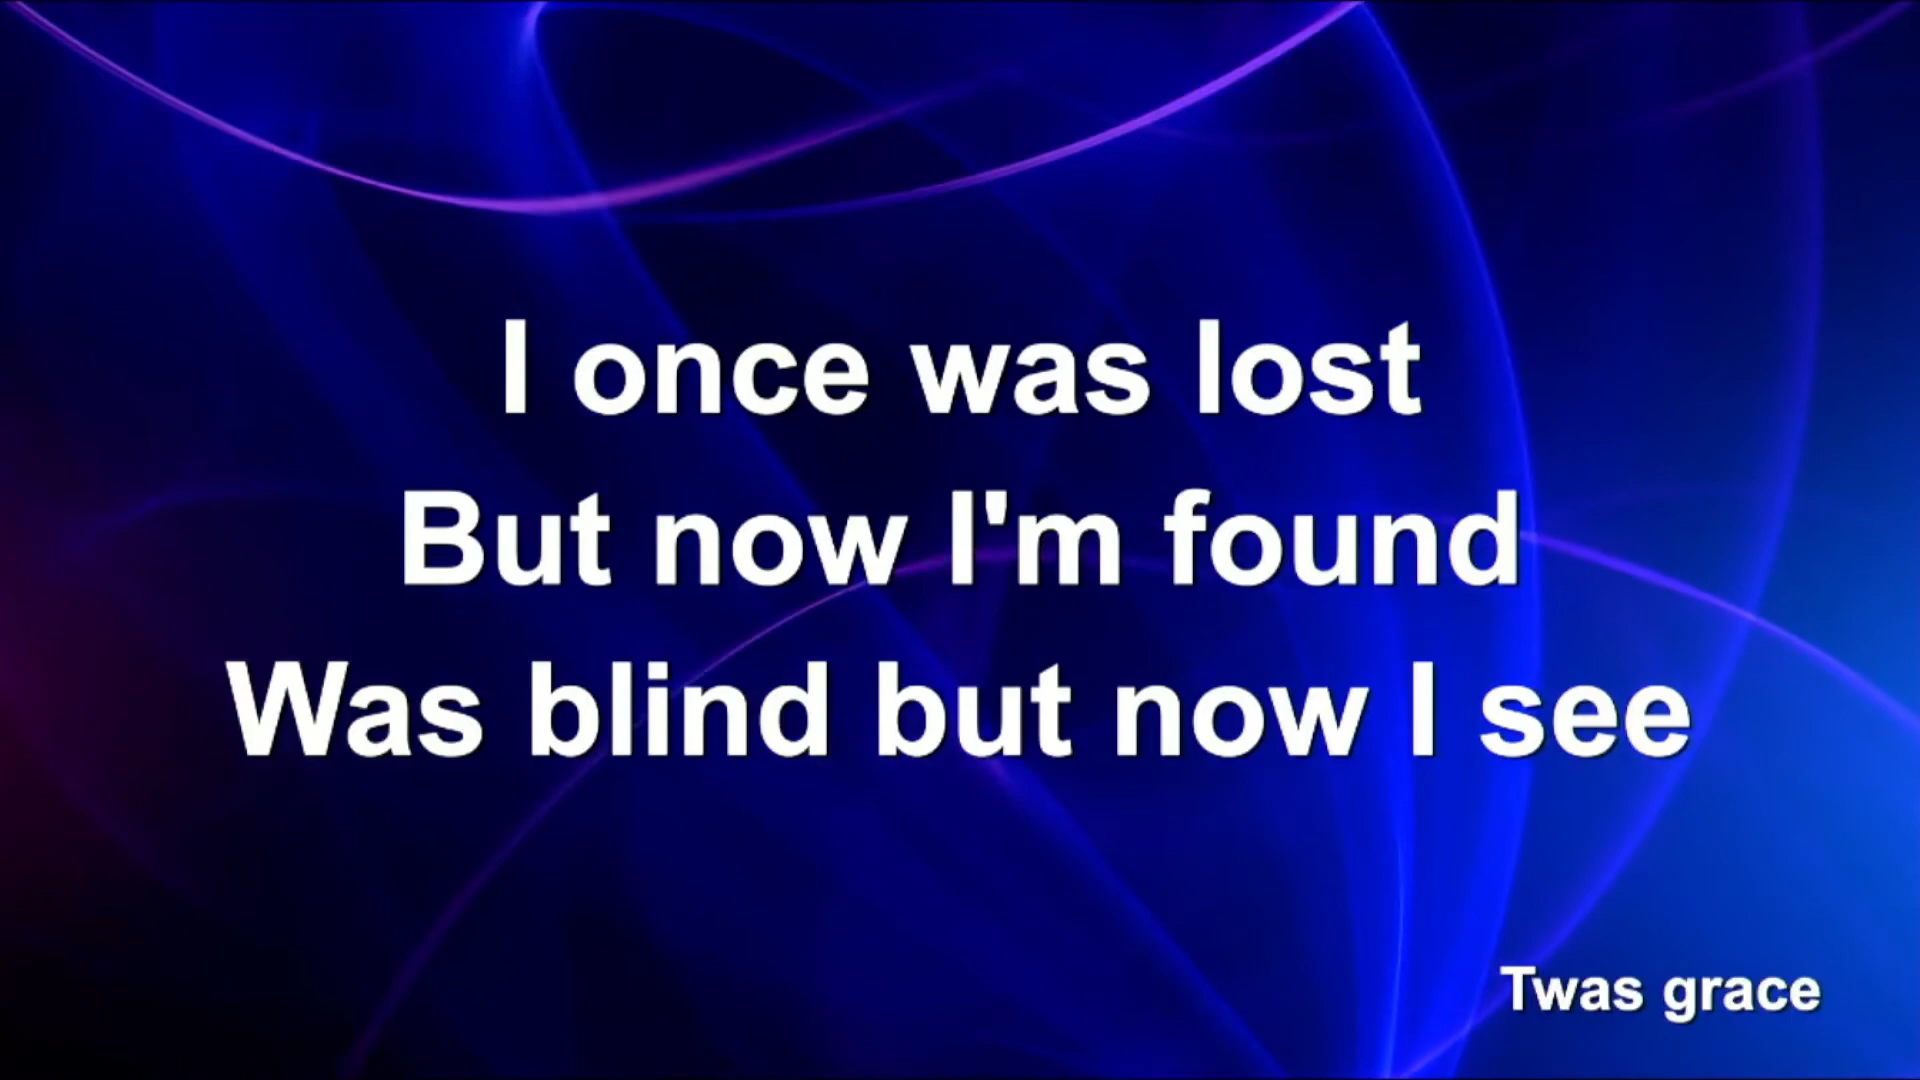 I once was lost
But now I'm found
Was blind but now I see
Twas grace